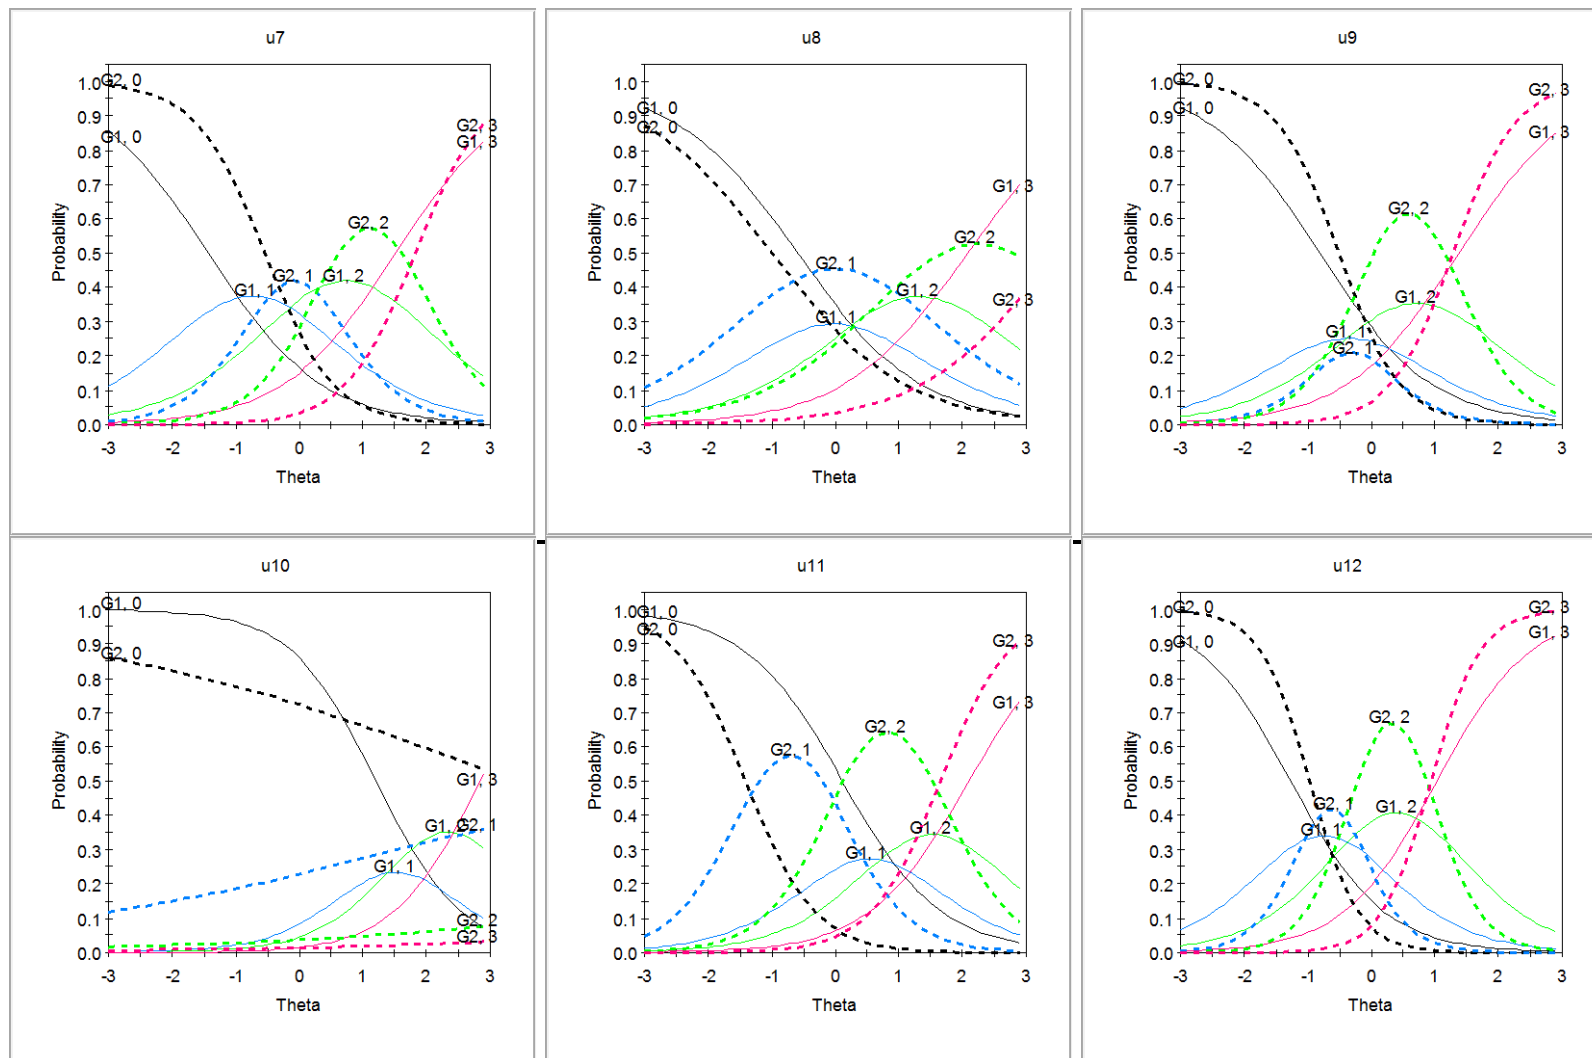 u7
1.0
0.9
0.8
0.7
0.6
0.5
0.4
0.3
0.2
0.1
0.0
Probability
G2, 0
G1, 0
G1, 1
G2, 1
G1, 2
G2, 2
G2, 3
G1, 3
-3 -2 -1 0 1 2 3
Theta
u8
1.0
0.9
0.8
0.7
0.6
0.5
0.4
0.3
0.2
0.1
0.0
Probability
G1, 0
G2, 0
G2, 1
G1, 1
G1, 2
G2, 2
G1, 3
G2, 3
-3 -2 -1 0 1 2 3
Theta
u9
1.0
0.9
0.8
0.7
0.6
0.5
0.4
0.3
0.2
0.1
0.0
Probability
G2, 0
G1, 0
G1, 1
G2, 1
G2, 2
G1, 2
G2, 3
G1, 3
-3 -2 -1 0 1 2 3
Theta
u10
1.0
0.9
0.8
0.7
0.6
0.5
0.4
0.3
0.2
0.1
0.0
Probability
G1, 0
G2, 0
G1, 1
G1, 2
G2, 1
G1, 3
G2, 2
G2, 3
-3 -2 -1 0 1 2 3
Theta
u11
1.0
0.9
0.8
0.7
0.6
0.5
0.4
0.3
0.2
0.1
0.0
Probability
G1, 0
G2, 0
G2, 1
G2, 2
G1, 1
G1, 2
G2, 3
G1, 3
-3 -2 -1 0 1 2 3
Theta
u12
1.0
0.9
0.8
0.7
0.6
0.5
0.4
0.3
0.2
0.1
0.0
Probability
G2, 0
G1, 0
G2, 1
G1, 1
G2, 2
G1, 2
G2, 3
G1, 3
-3 -2 -1 0 1 2 3
Theta